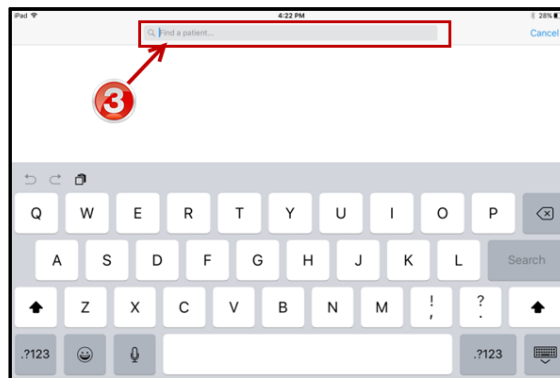 iPad 4:22 PM 28%
Find a patient... Cancel
3
Q W E R T Y U I O P
A S D F G H J K L Search
Z X C V B N M ! , ? .
.?123 .?123